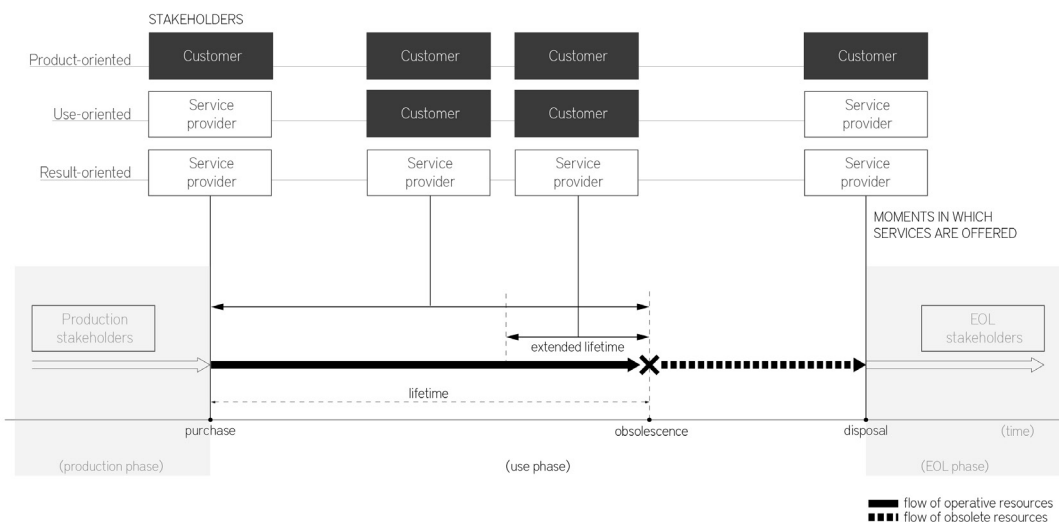 STAKEHOLDERS
Product-oriented
Customer
Customer
Customer
Customer
Use-oriented
Service
provider
Customer
Customer
Service
provider
Result-oriented
Service
provider
Service
provider
Service
provider
Service
provider
MOMENTS IN WHICH
SERVICES ARE OFFERED
Production
stakeholders
EOL
stakeholders
extended lifetime
lifetime
purchase
obsolescence
disposal
(time)
(production phase)
(use phase)
(EOL phase)
flow of operative resources
flow of obsolete resources